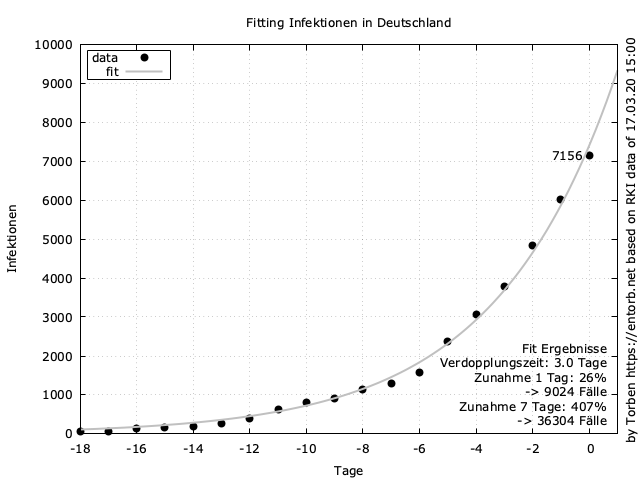 Fitting Infektionen in Deutschland
10000
9000
8000
7000
6000
5000
4000
3000
2000
1000
0
Infektionen
data
fit
7156
Fit Ergebnisse
Verdopplungszeit: 3.0 Tage
Zunahme 1 Tag: 26%
-> 9024 Fälle
Zunahme 7 Tage: 407%
-> 36304 Fälle
-18 -16 -14 -12 -10 -8 -6 -4 -2 0
Tage
by Torben https://entorb.net based on RKI data of 17.03.20 15:00